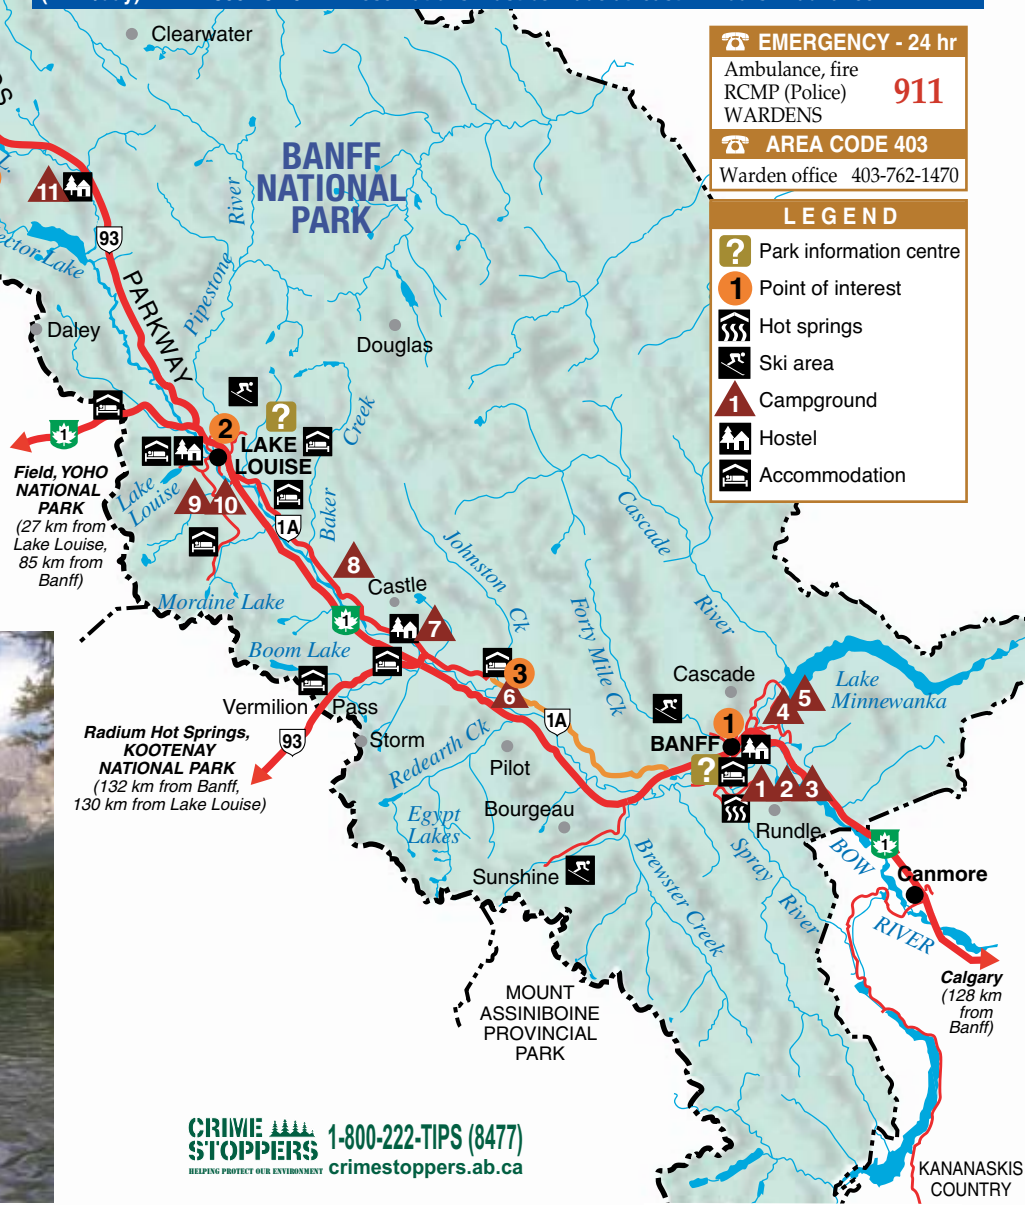 Clearwater
EMERGENCY - 24 hr
Ambulance, fire
RCMP (Police)
WARDENS
911
AREA CODE 403
Warden office 403-762-1470
LEGEND
? Park information centre
1 Point of interest
Hot springs
Ski area
1 Campground
Hostel
Accommodation
BANFF
NATIONAL
PARK
11
93
PARKWAY
Pipestone River
Daley
Douglas
1
2
?
LAKE
LOUISE
Field, YOHO
NATIONAL
PARK
(27 km from
Lake Louise,
85 km from
Banff)
Lake
Louise
9
10
1A
Baker Creek
8
Castle
Johnston Ck
Cascade River
Forty Mile Ck
Mordine Lake
1
Boom Lake
7
3
6
Vermilion Pass
Radium Hot Springs,
KOOTENAY
NATIONAL PARK
(132 km from Banff,
130 km from Lake Louise)
93
Storm
Redearth Ck
Pilot
1A
Cascade
Lake
Minnewanka
5
4
1
BANFF
?
1
2
3
Egypt
Lakes
Bourgeau
Rundle
Sunshine
Brewster Creek
Spray River
BOW RIVER
1
Canmore
Calgary
(128 km
from
Banff)
MOUNT
ASSINIBOINE
PROVINCIAL
PARK
CRIME
STOPPERS
HELPING PROTECT OUR ENVIRONMENT
1-800-222-TIPS (8477)
crimestoppers.ab.ca
KANANASKIS
COUNTRY